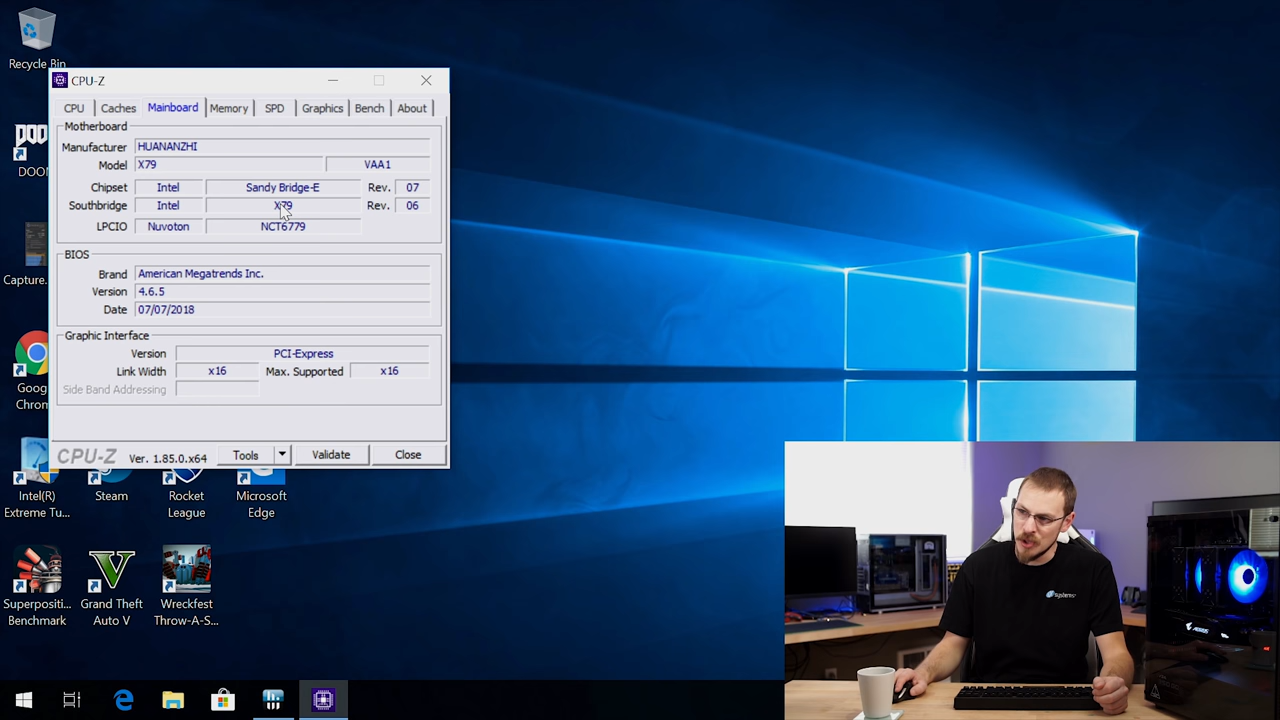 Recycle Bin
CPU-Z
CPU Caches Mainboard Memory SPD Graphics Bench About
Motherboard
Manufacturer HUANANZHI
Model X79 VAA1
Chipset Intel Sandy Bridge-E Rev. 07
Southbridge Intel X79 Rev. 06
LPCIO Nuvoton NCT6779
BIOS
Brand American Megatrends Inc.
Version 4.6.5
Date 07/07/2018
Graphic Interface
Version PCI-Express
Link Width x16 Max. Supported x16
Side Band Addressing
CPU-Z Ver. 1.85.0.x64 Tools Validate Close
DOOM
Capture....
Intel(R)
Extreme Tu...
Steam
Rocket
League
Microsoft
Edge
Superpositi...
Benchmark
Grand Theft
Auto V
Wreckfest
Throw-A-S...
AORUS